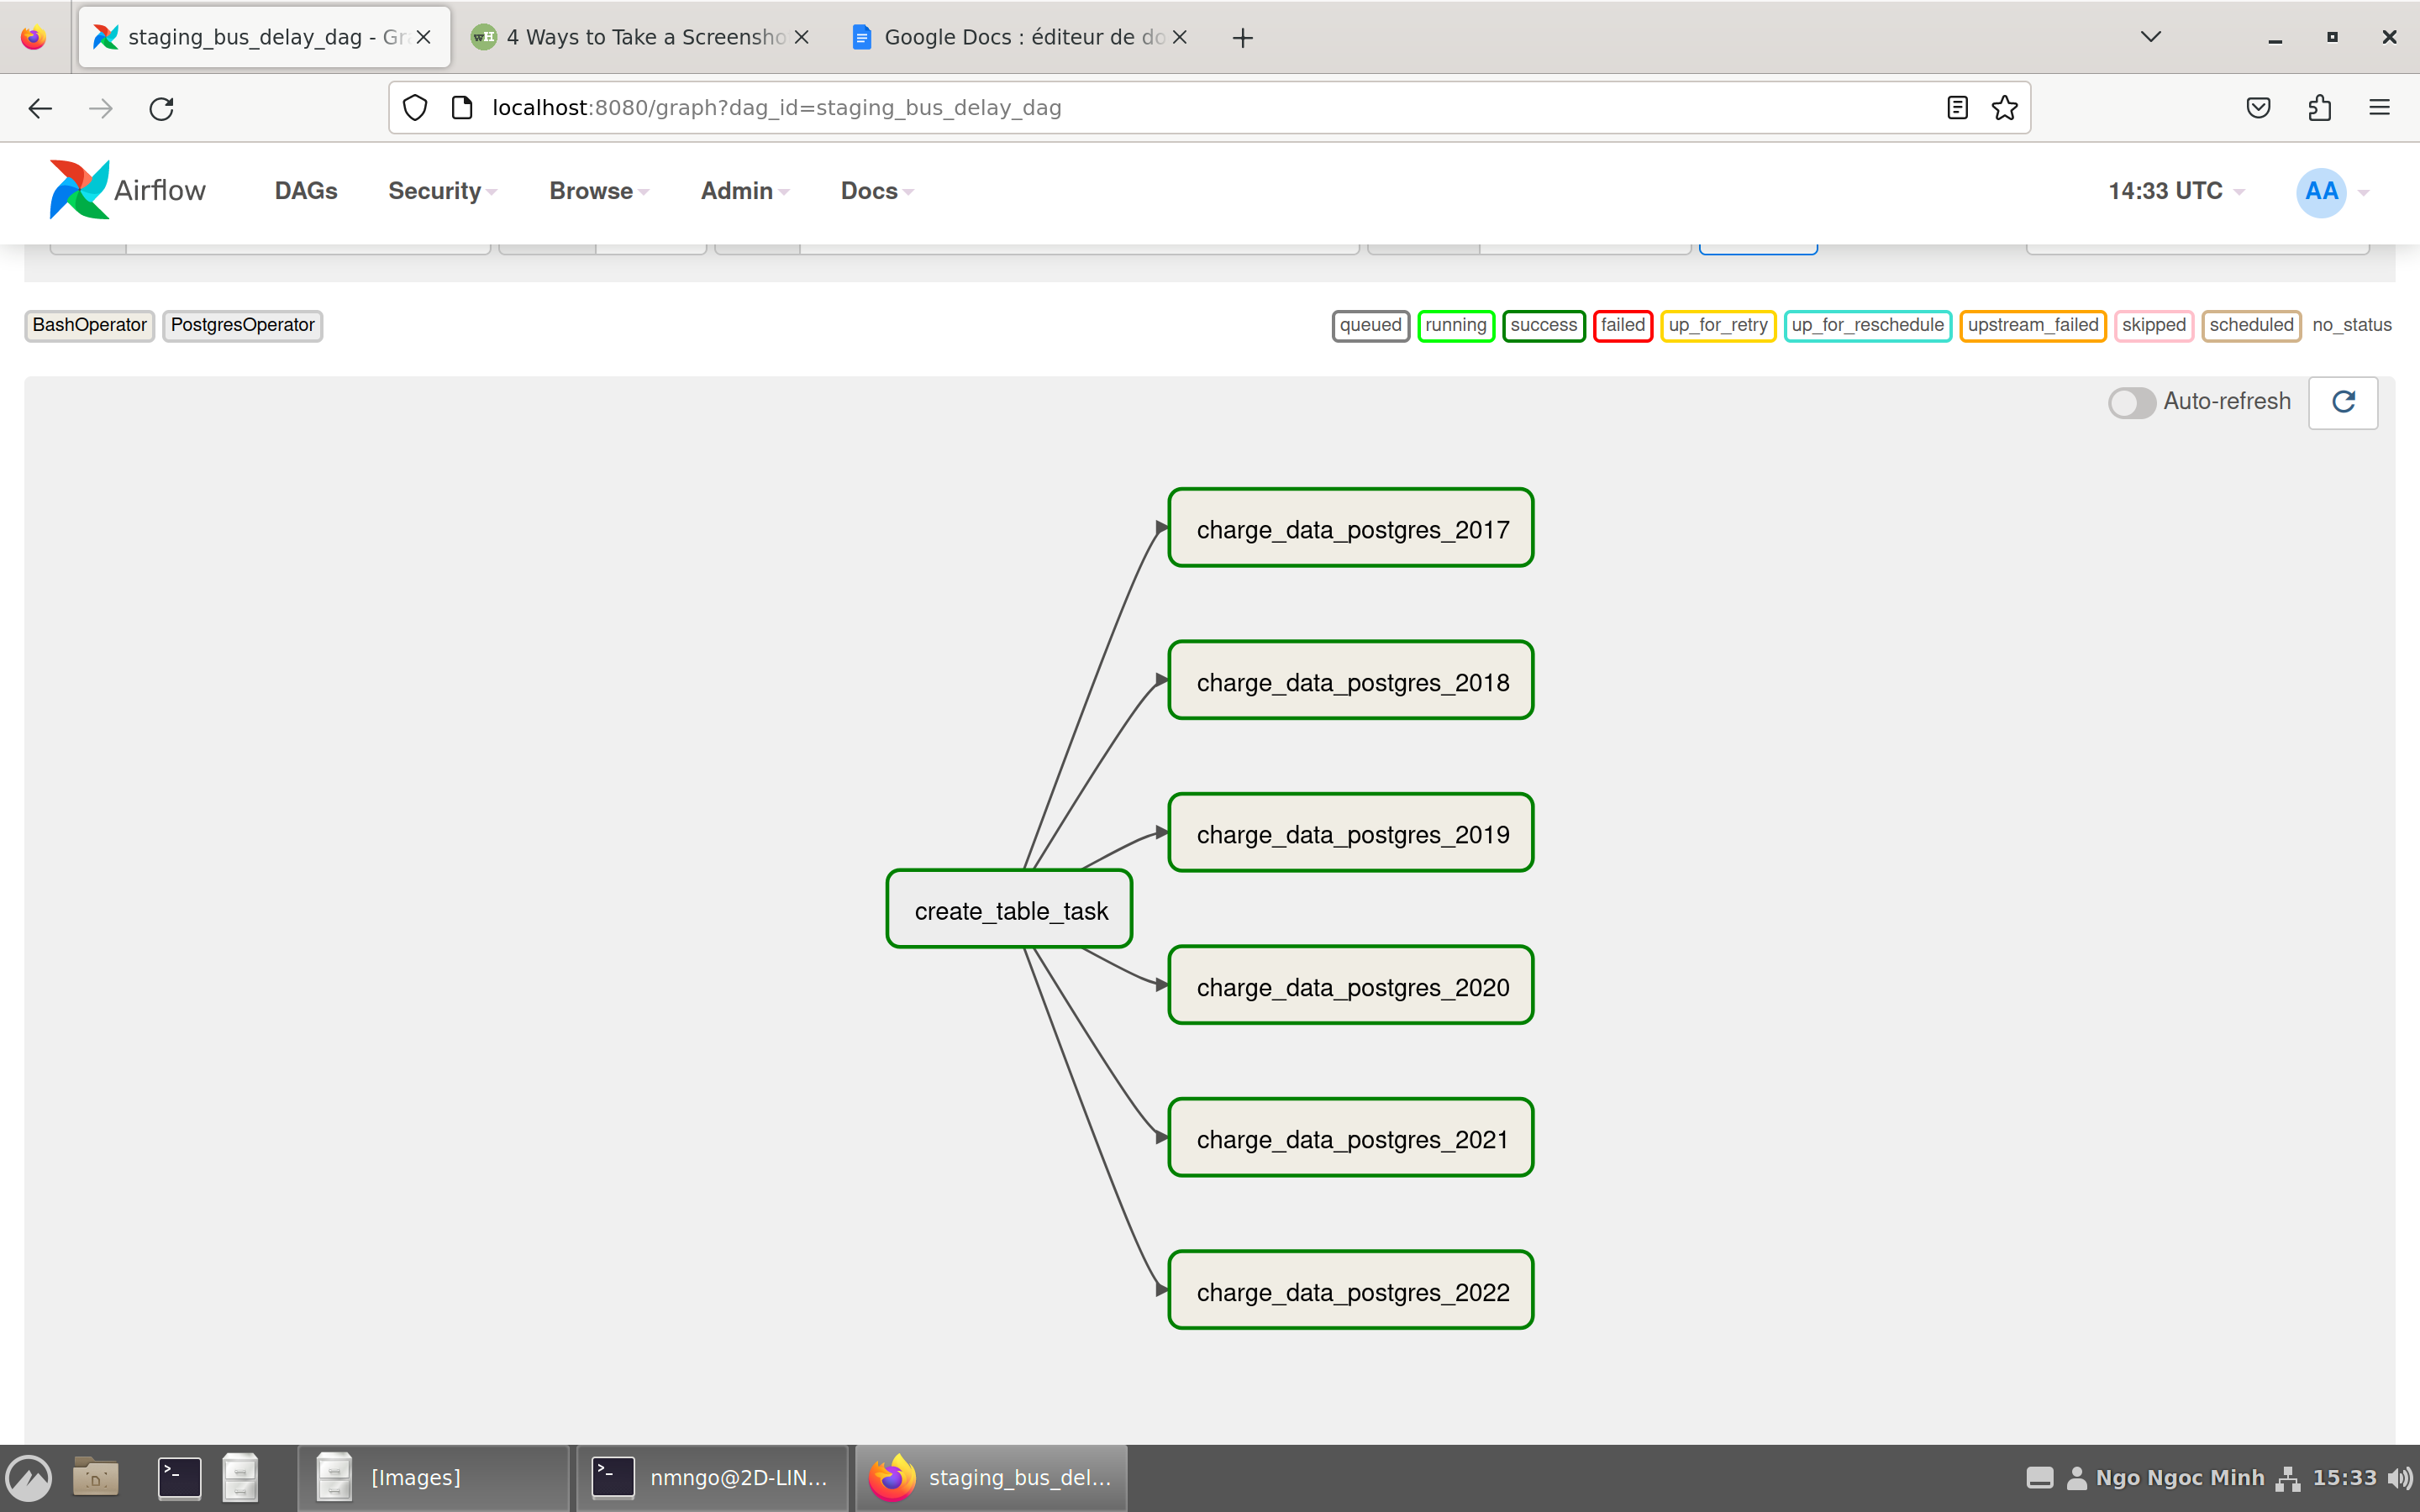 staging_bus_delay_dag - Gr
4 Ways to Take a Screensho
Google Docs : éditeur de do
localhost:8080/graph?dag_id=staging_bus_delay_dag
Airflow
DAGs
Security
Browse
Admin
Docs
14:33 UTC
AA
BashOperator
PostgresOperator
queued
running
success
failed
up_for_retry
up_for_reschedule
upstream_failed
skipped
scheduled
no_status
Auto-refresh
charge_data_postgres_2017
charge_data_postgres_2018
charge_data_postgres_2019
create_table_task
charge_data_postgres_2020
charge_data_postgres_2021
charge_data_postgres_2022
[Images]
nmngo@2D-LIN...
staging_bus_del...
Ngo Ngoc Minh
15:33